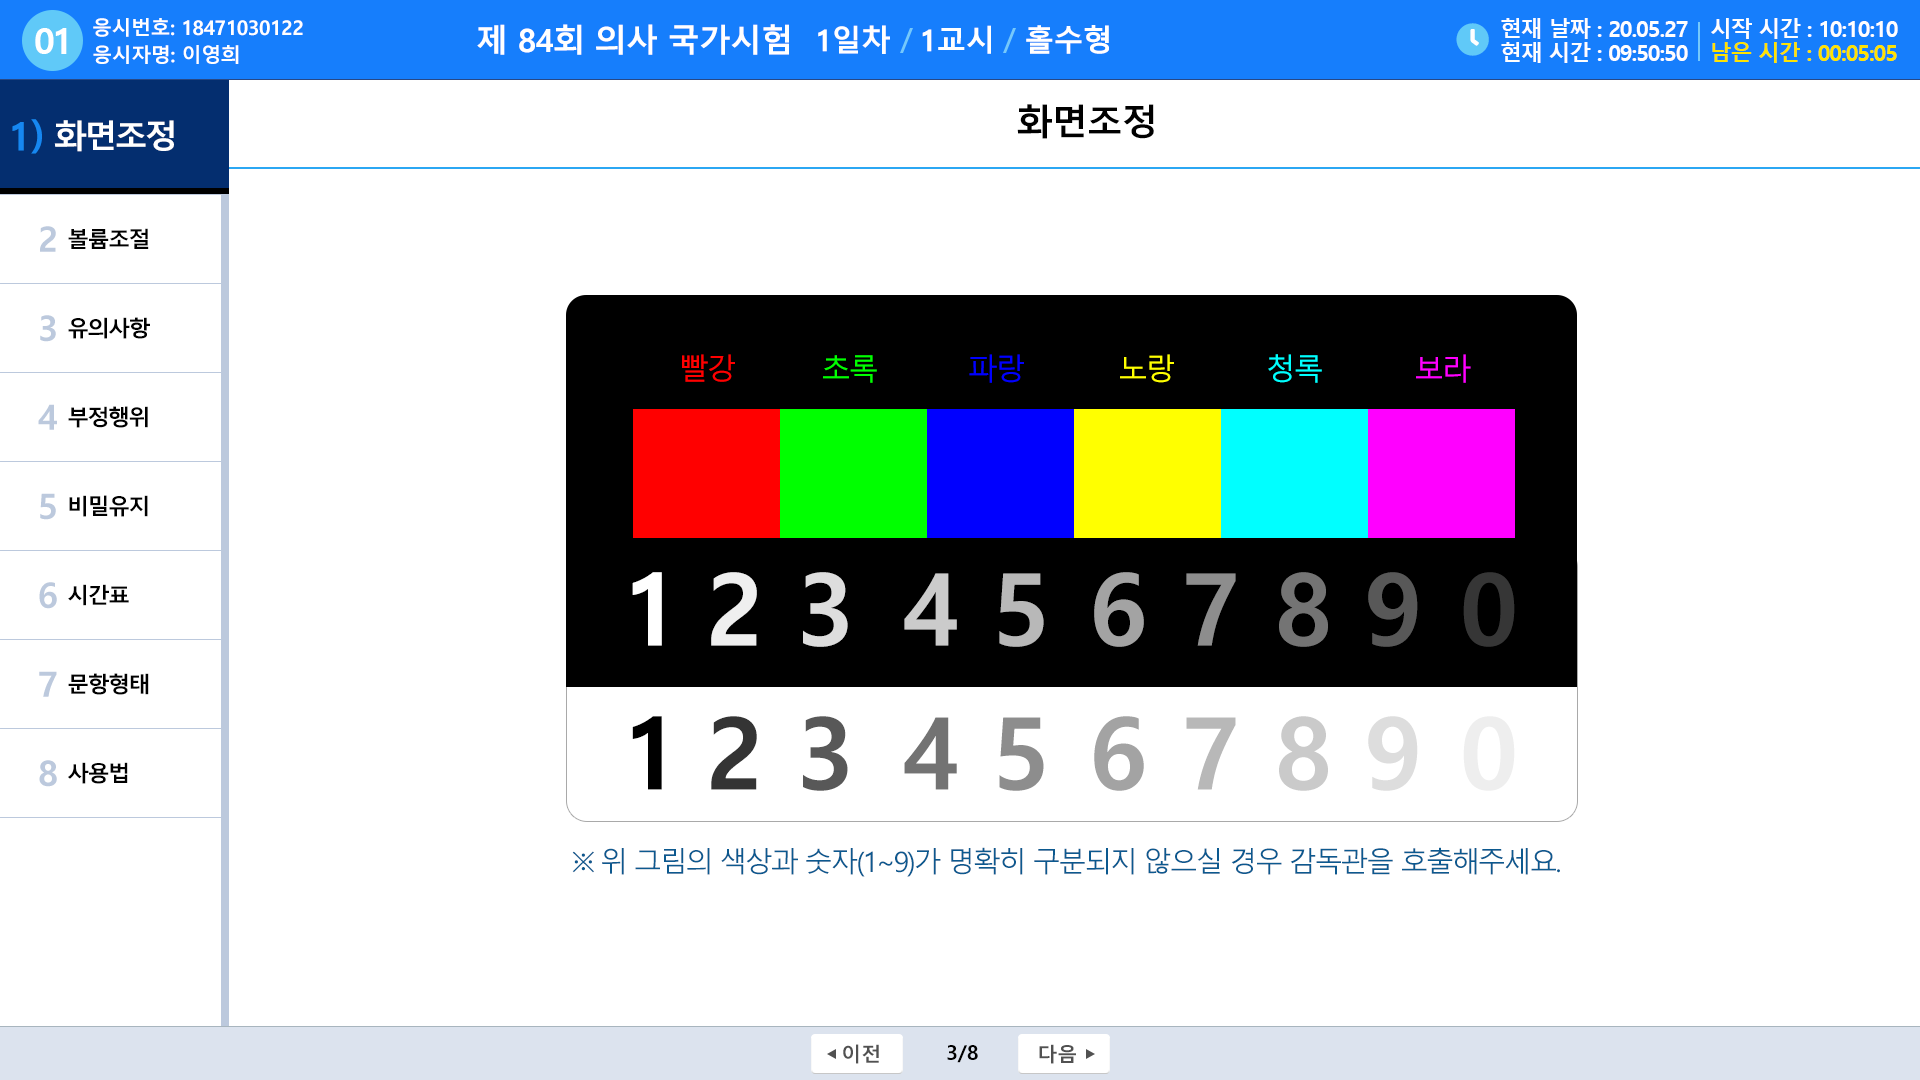 01
응시번호: 18471030122
응시자명: 이영희
제 84회 의사 국가시험 1일차 / 1교시 / 홀수형
현재 날짜 : 20.05.27
현재 시간 : 09:50:50
시작 시간 : 10:10:10
남은 시간 : 00:05:05
1) 화면조정
2 볼륨조절
3 유의사항
4 부정행위
5 비밀유지
6 시간표
7 문항형태
8 사용법
화면조정
빨강 초록 파랑 노랑 청록 보라
1 2 3 4 5 6 7 8 9 0
1 2 3 4 5 6 7 8 9 0
※ 위 그림의 색상과 숫자(1~9)가 명확히 구분되지 않으실 경우 감독관을 호출해주세요.
◀ 이전 3/8 다음 ▶